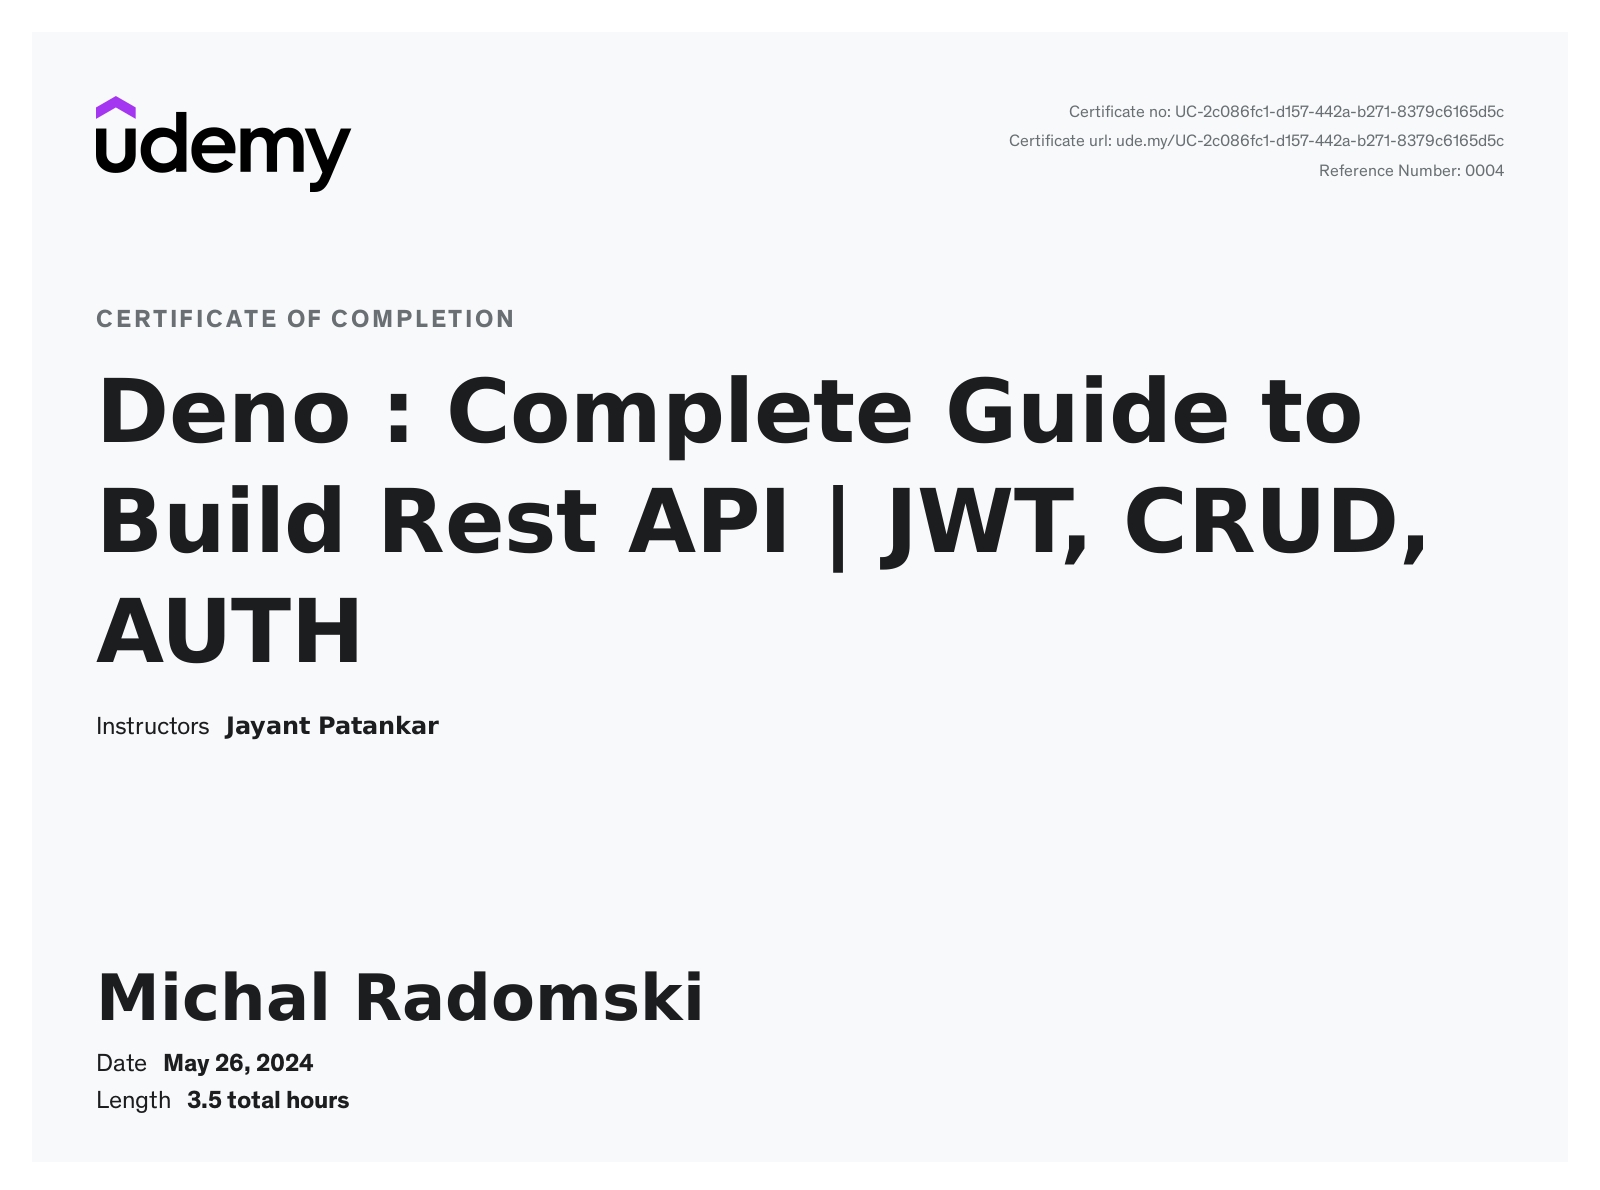 udemy
Certificate no: UC-2c086fc1-d157-442a-b271-8379c6165d5c
Certificate url: ude.my/UC-2c086fc1-d157-442a-b271-8379c6165d5c
Reference Number: 0004
CERTIFICATE OF COMPLETION
Deno : Complete Guide to
Build Rest API | JWT, CRUD,
AUTH
Instructors Jayant Patankar
Michal Radomski
Date May 26, 2024
Length 3.5 total hours